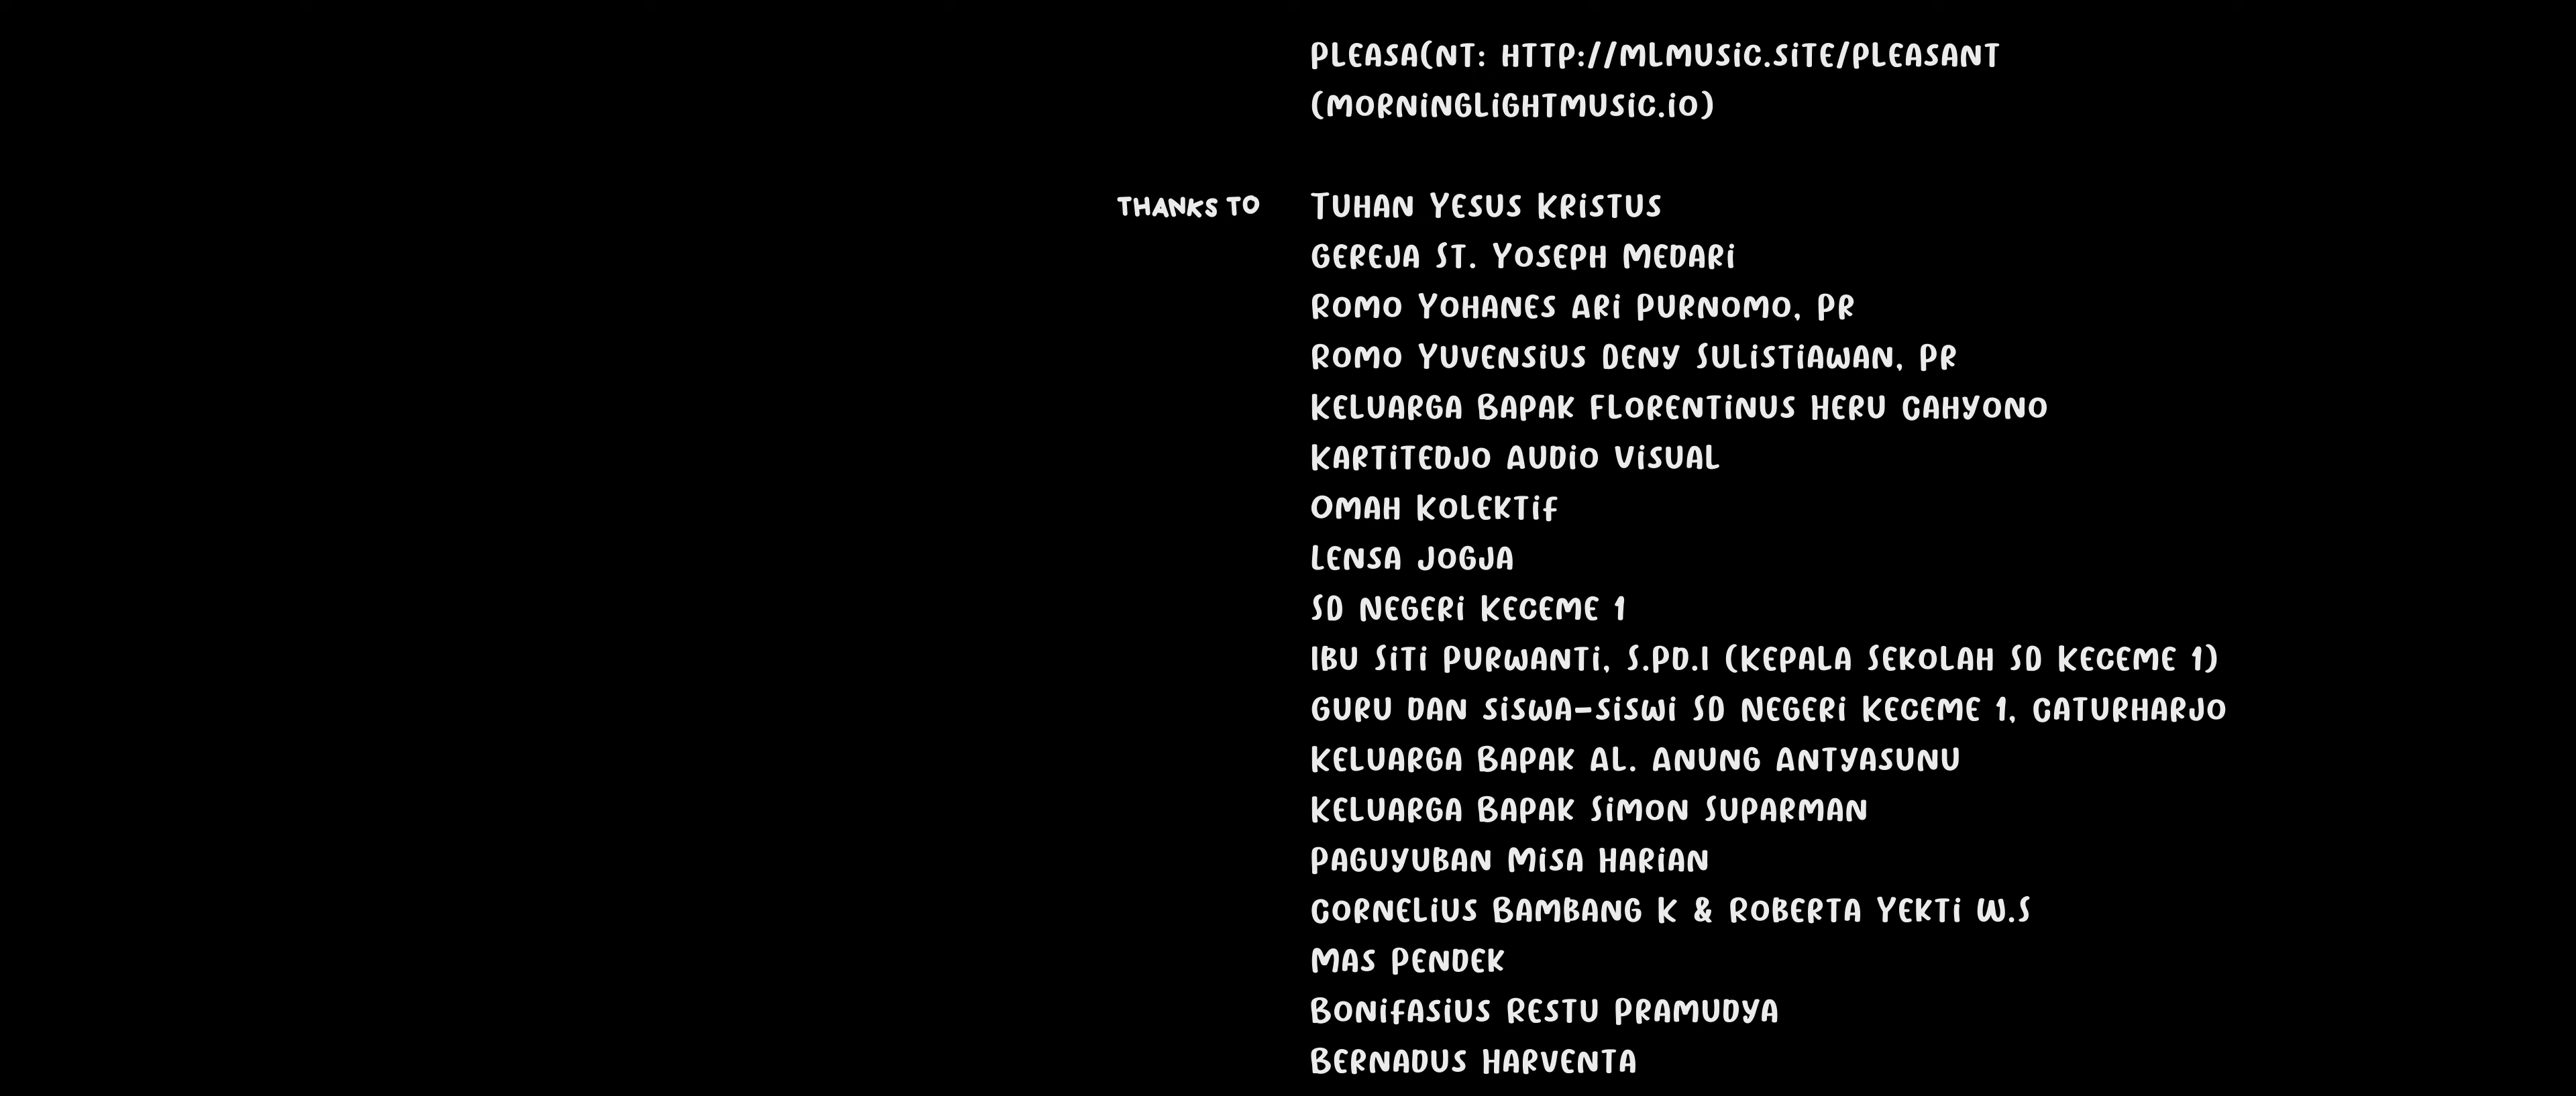 PLEASA(NT: HTTP://MLMUSiC.SiTE/PLEASANT
(MORNiNGLiGHTMUSiC.iO)
THANKS TO TUHAN YESUS KRiSTUS
GEREJA ST. YOSEPH MEDARi
ROMO YOHANES ARi PURNOMO, PR
ROMO YUVENSiUS DENY SULiSTiAWAN, PR
KELUARGA BAPAK FLORENTiNUS HERU CAHYONO
KARTiTEDJO AUDiO ViSUAL
OMAH KOLEKTiF
LENSA JOGJA
SD NEGERi KECEME 1
IBU SiTi PURWANTi, S.PD.I (KEPALA SEKOLAH SD KECEME 1)
GURU DAN SiSWA-SiSWi SD NEGERi KECEME 1, CATURHARJO
KELUARGA BAPAK AL. ANUNG ANTYASUNU
KELUARGA BAPAK SiMON SUPARMAN
PAGUYUBAN MiSA HARiAN
CORNELiUS BAMBANG K & ROBERTA YEKTi W.S
MAS PENDEK
BONiFASiUS RESTU PRAMUDYA
BERNADUS HARVENTA